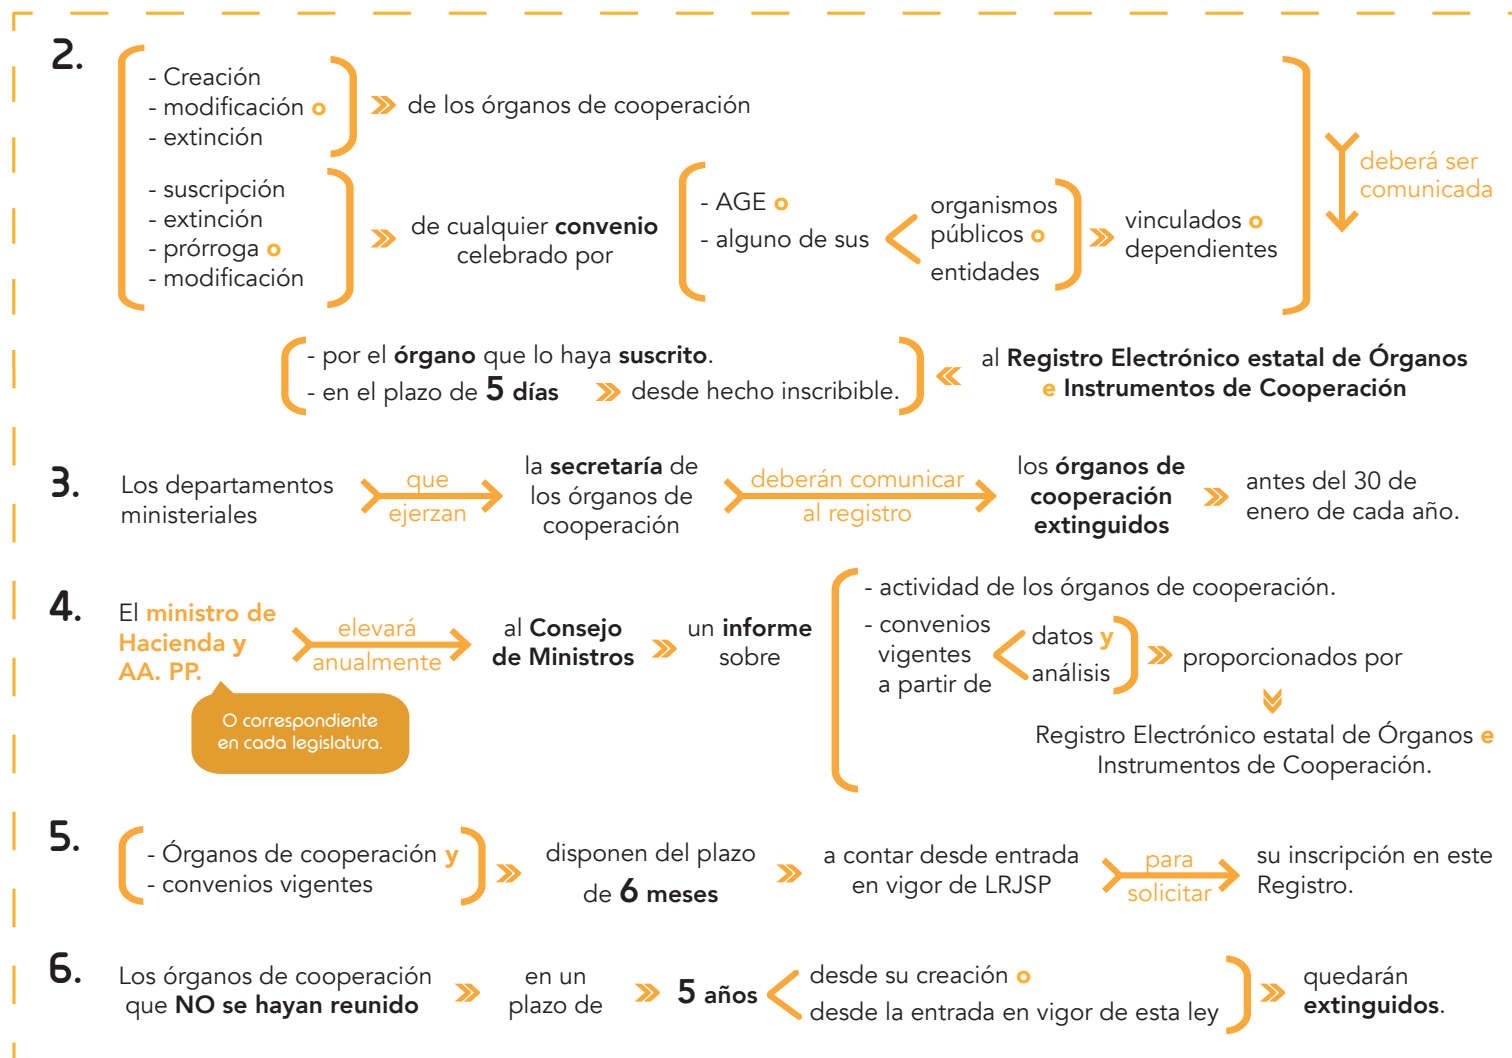 2.
- Creación
- modificación o
- extinción
de los órganos de cooperación
- suscripción
- extinción
- prórroga o
- modificación
de cualquier convenio
celebrado por
- AGE o
- alguno de sus
organismos
públicos o
entidades
vinculados o
dependientes
deberá ser
comunicada
al Registro Electrónico estatal de Órganos
e Instrumentos de Cooperación
- por el órgano que lo haya suscrito.
- en el plazo de 5 días
desde hecho inscribible.
3.
Los departamentos
ministeriales
que
ejerzan
la secretaría de
los órganos de
cooperación
deberán comunicar
al registro
los órganos de
cooperación
extinguidos
antes del 30 de
enero de cada año.
4.
El ministro de
Hacienda y
AA. PP.
O correspondiente
en cada legislatura.
elevará
anualmente
al Consejo
de Ministros
un informe
sobre
- actividad de los órganos de cooperación.
- convenios
vigentes
a partir de
datos y
análisis
proporcionados por
Registro Electrónico estatal de Órganos e
Instrumentos de Cooperación.
5.
- Órganos de cooperación y
- convenios vigentes
disponen del plazo
de 6 meses
a contar desde entrada
en vigor de LRJSP
para
solicitar
su inscripción en este
Registro.
6.
Los órganos de cooperación
que NO se hayan reunido
en un
plazo de
5 años
desde su creación o
desde la entrada en vigor de esta ley
quedarán
extinguidos.